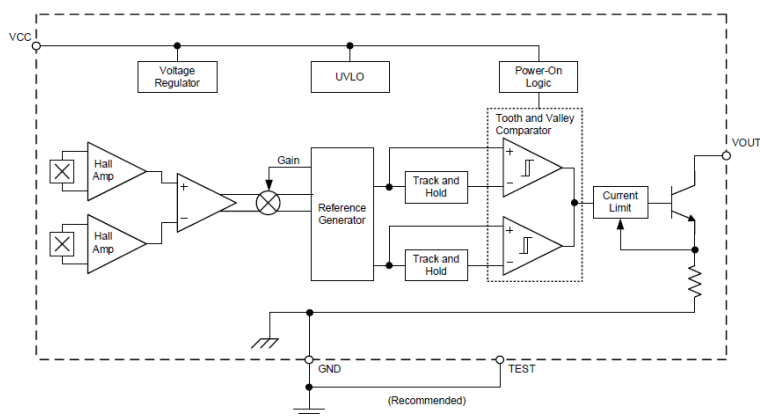 VCC
Voltage
Regulator
UVLO
Power-On
Logic
Tooth and Valley
Comparator
VOUT
Hall
Amp
Hall
Amp
+
−
Gain
Reference
Generator
Track and
Hold
Track and
Hold
+
−
+
−
Current
Limit
GND
TEST
(Recommended)